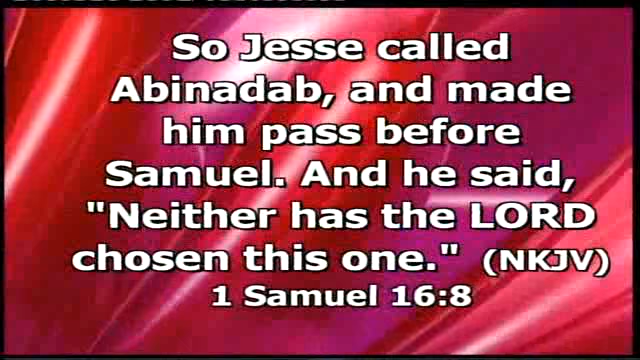 So Jesse called
Abinadab, and made
him pass before
Samuel. And he said,
"Neither has the LORD
chosen this one." (NKJV)
1 Samuel 16:8